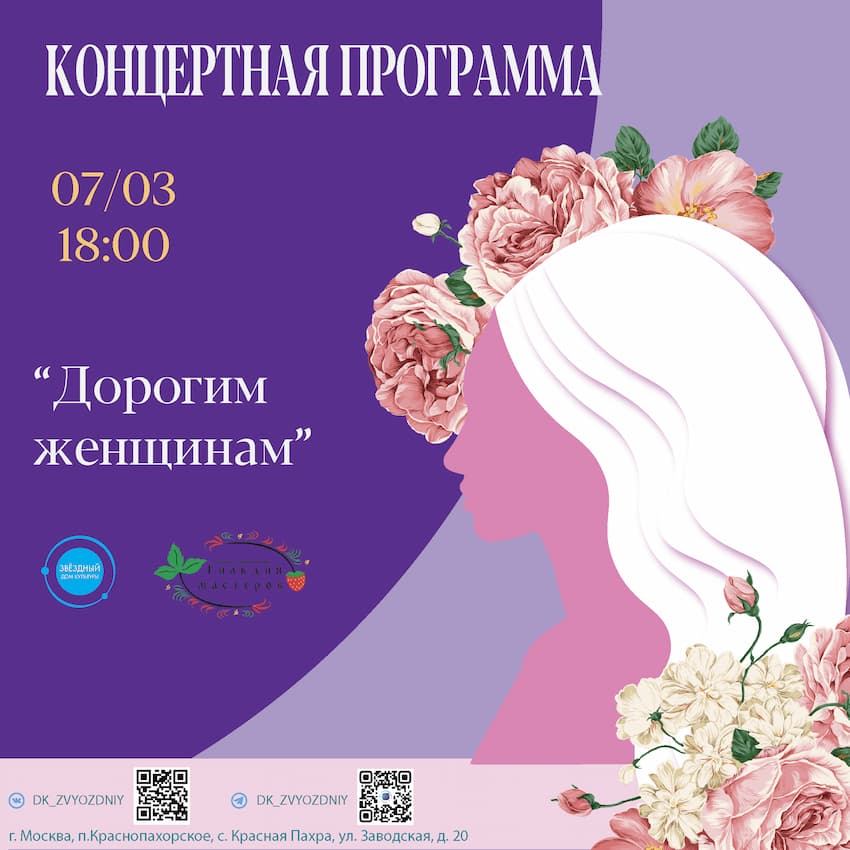 КОНЦЕРТНАЯ ПРОГРАММА
07/03
18:00
“Дорогим
женщинам”
ЗВЁЗДНЫЙ
ДОМ КУЛЬТУРЫ
мастеров
DK_ZVYOZDNIY
DK_ZVYOZDNIY
г. Москва, п.Краснопахорское, с. Красная Пахра, ул. Заводская, д. 20